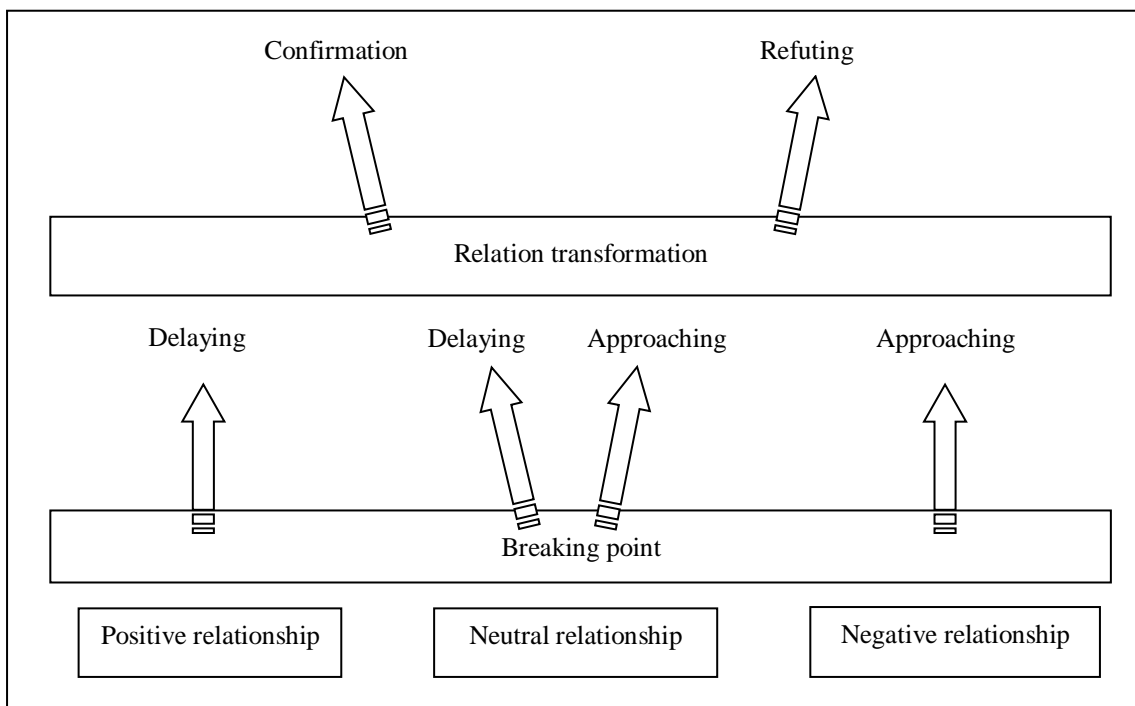 Confirmation
Refuting
Relation transformation
Delaying
Delaying
Approaching
Approaching
Breaking point
Positive relationship
Neutral relationship
Negative relationship